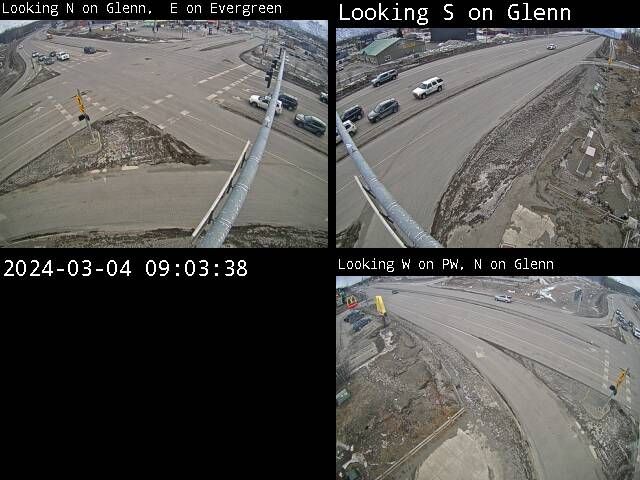 Looking N on Glenn, E on Evergreen
Looking S on Glenn
2024-03-04 09:03:38
Looking W on PW, N on Glenn